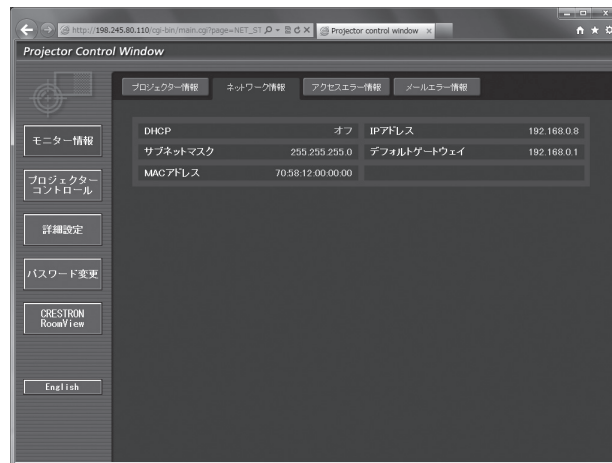 http://198.245.80.110/cgi-bin/main.cgi?page=NET_ST
Projector control window
Projector Control Window
プロジェクター情報
ネットワーク情報
アクセスエラー情報
メールエラー情報
モニター情報
プロジェクター
コントロール
詳細設定
パスワード変更
CRESTRON
RoomView
English
DHCP オフ IPアドレス 192.168.0.8
サブネットマスク 255.255.255.0 デフォルトゲートウェイ 192.168.0.1
MACアドレス 70:58:12:00:00:00